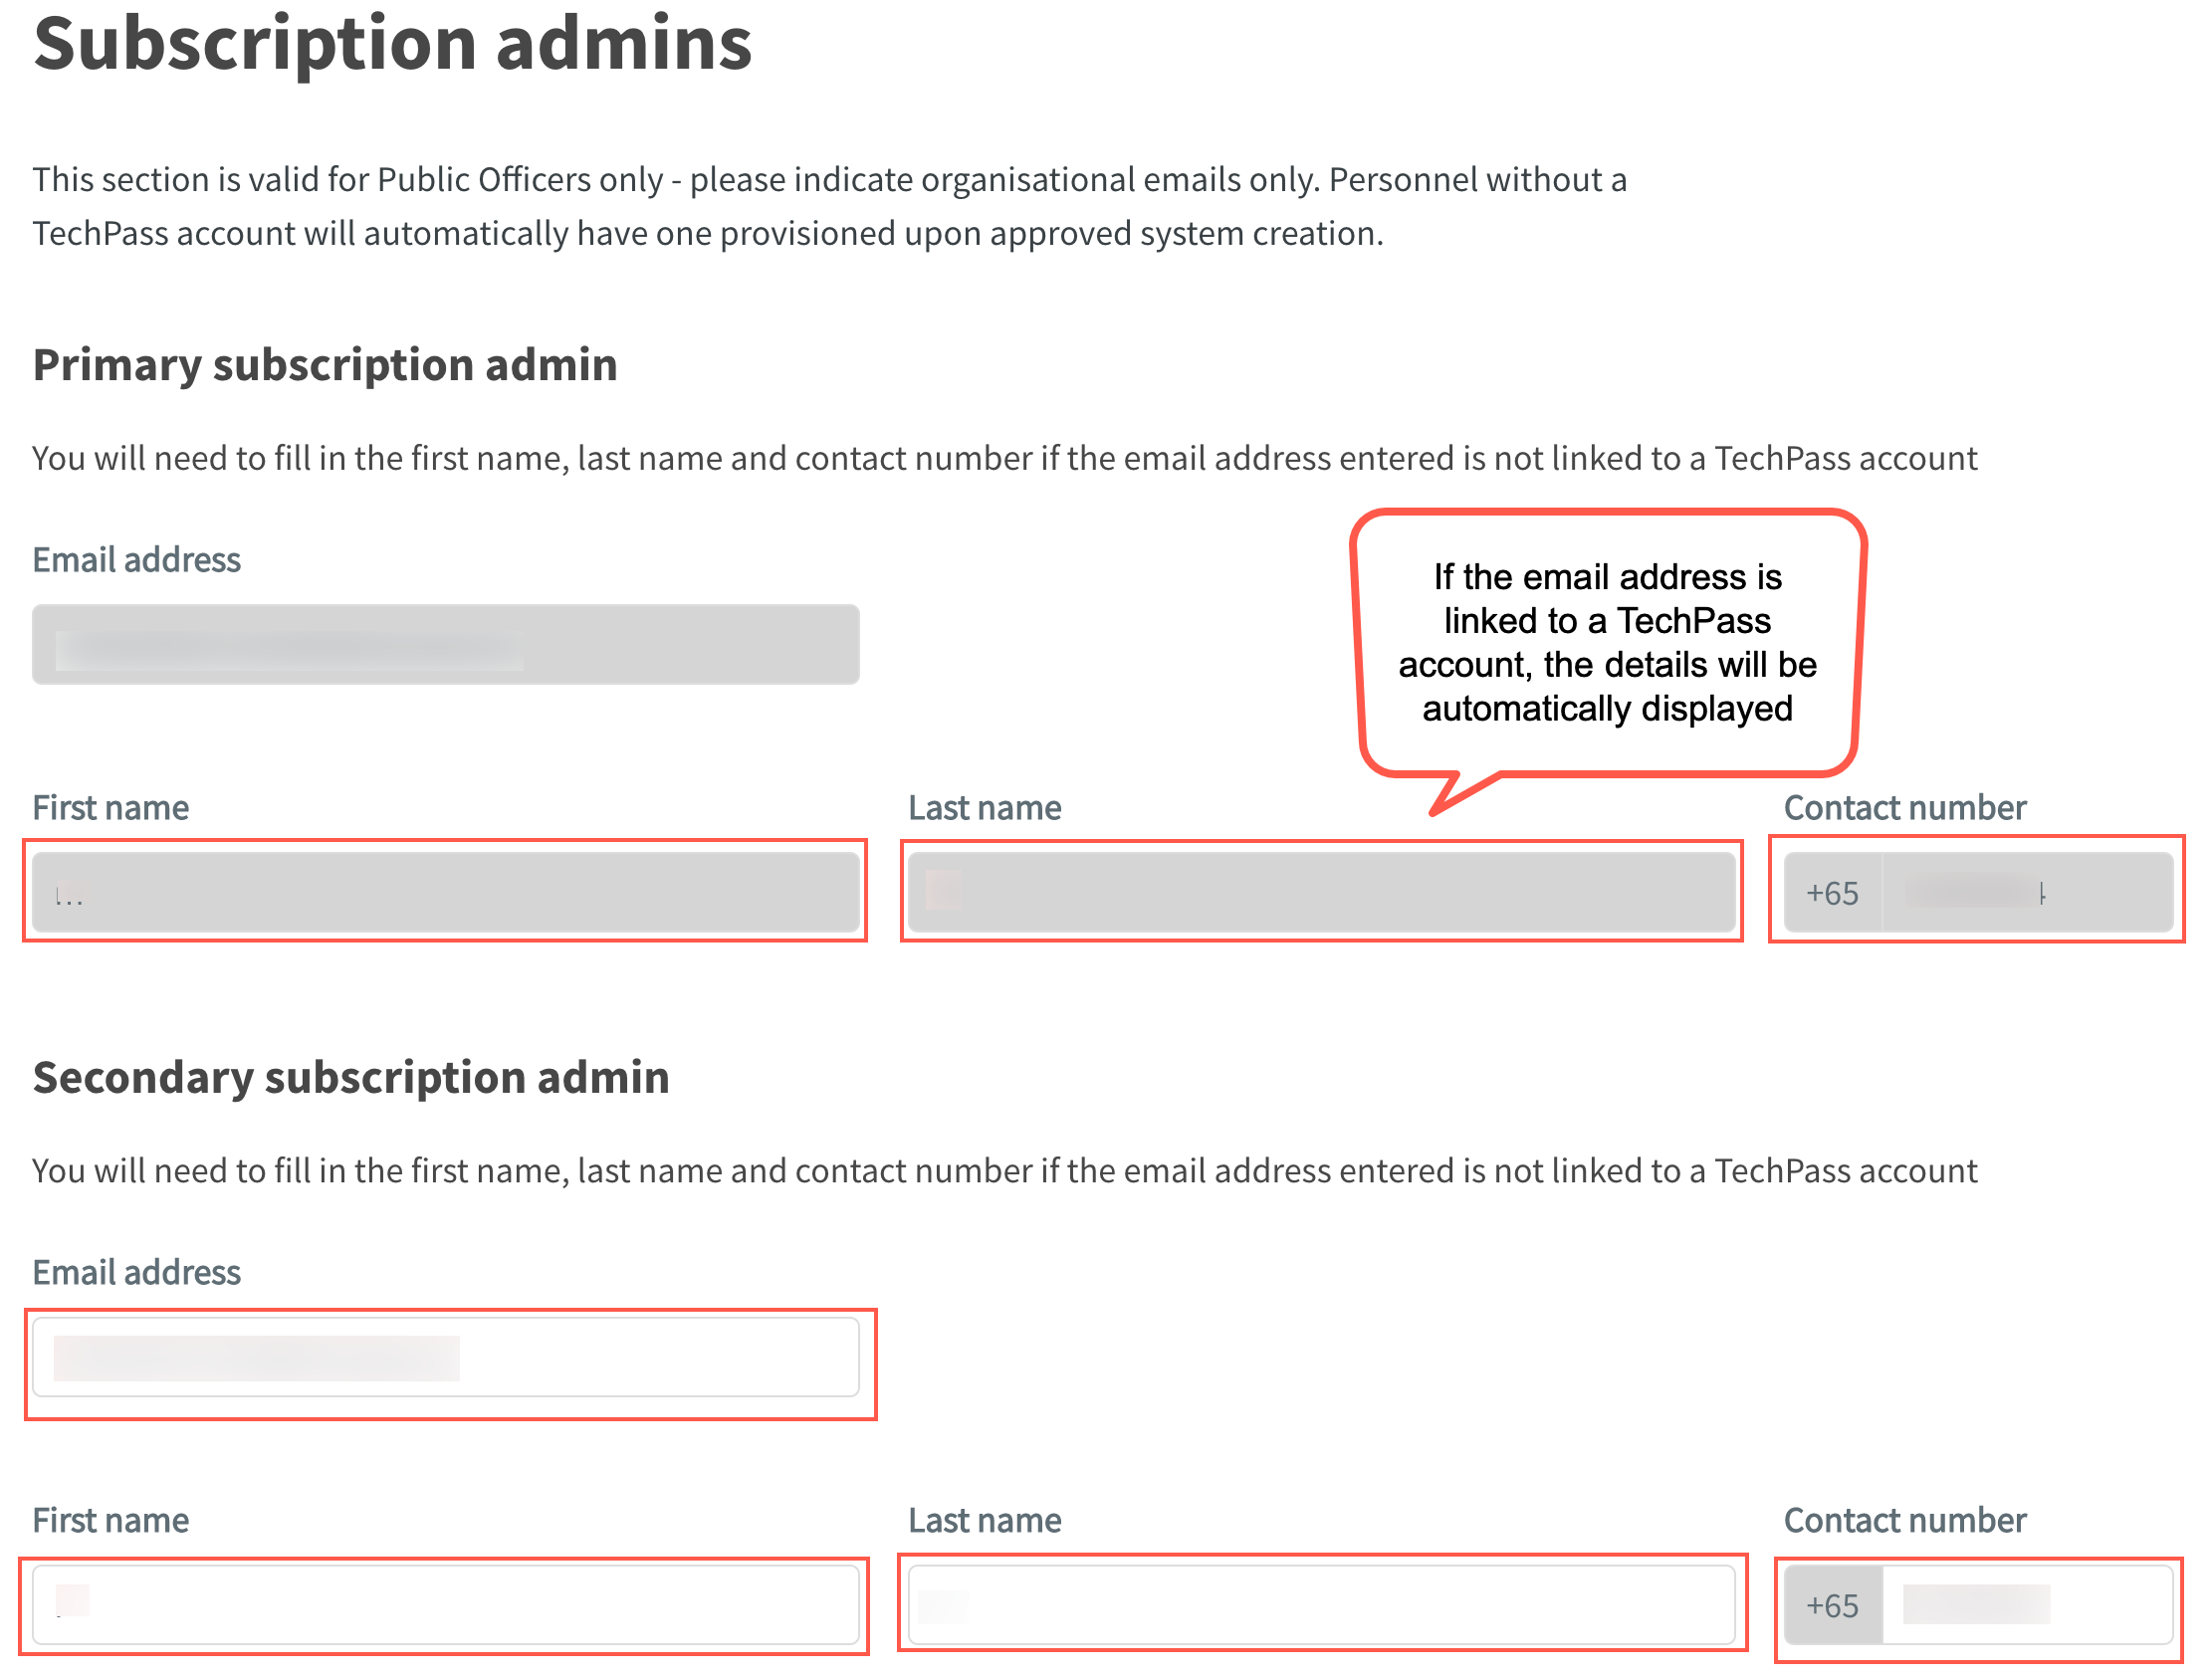 Subscription admins
This section is valid for Public Officers only - please indicate organisational emails only. Personnel without a
TechPass account will automatically have one provisioned upon approved system creation.
Primary subscription admin
You will need to fill in the first name, last name and contact number if the email address entered is not linked to a TechPass account
Email address
If the email address is
linked to a TechPass
account, the details will be
automatically displayed
First name
Last name
Contact number
+65
Secondary subscription admin
You will need to fill in the first name, last name and contact number if the email address entered is not linked to a TechPass account
Email address
First name
Last name
Contact number
+65